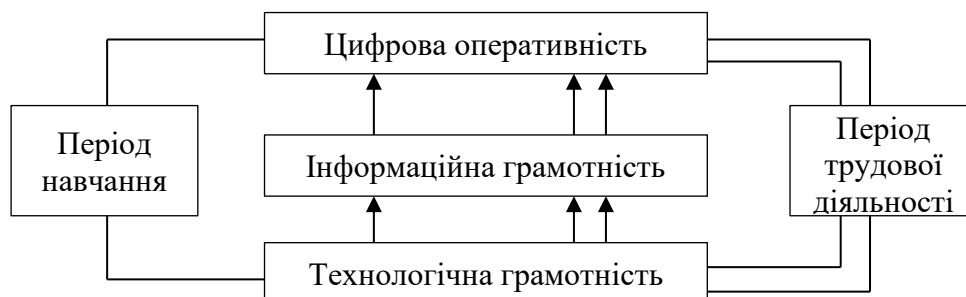 Цифрова оперативність
Період
навчання
Інформаційна грамотність
Період
трудової
діяльності
Технологічна грамотність